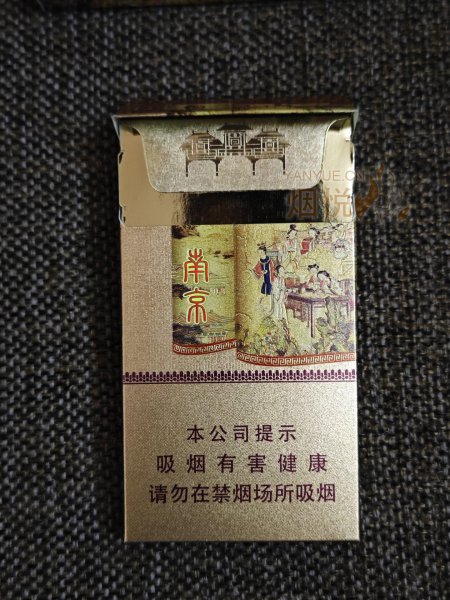 YANYUE.CN
烟悦
南京
本公司提示
吸烟有害健康
请勿在禁烟场所吸烟